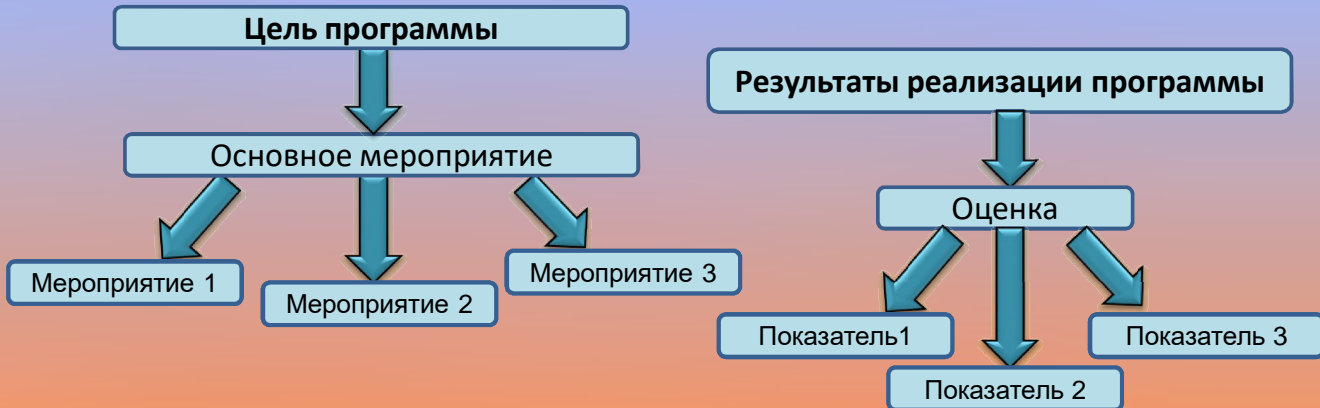 Цель программы
Основное мероприятие
Мероприятие 1
Мероприятие 2
Мероприятие 3
Результаты реализации программы
Оценка
Показатель1
Показатель 2
Показатель 3